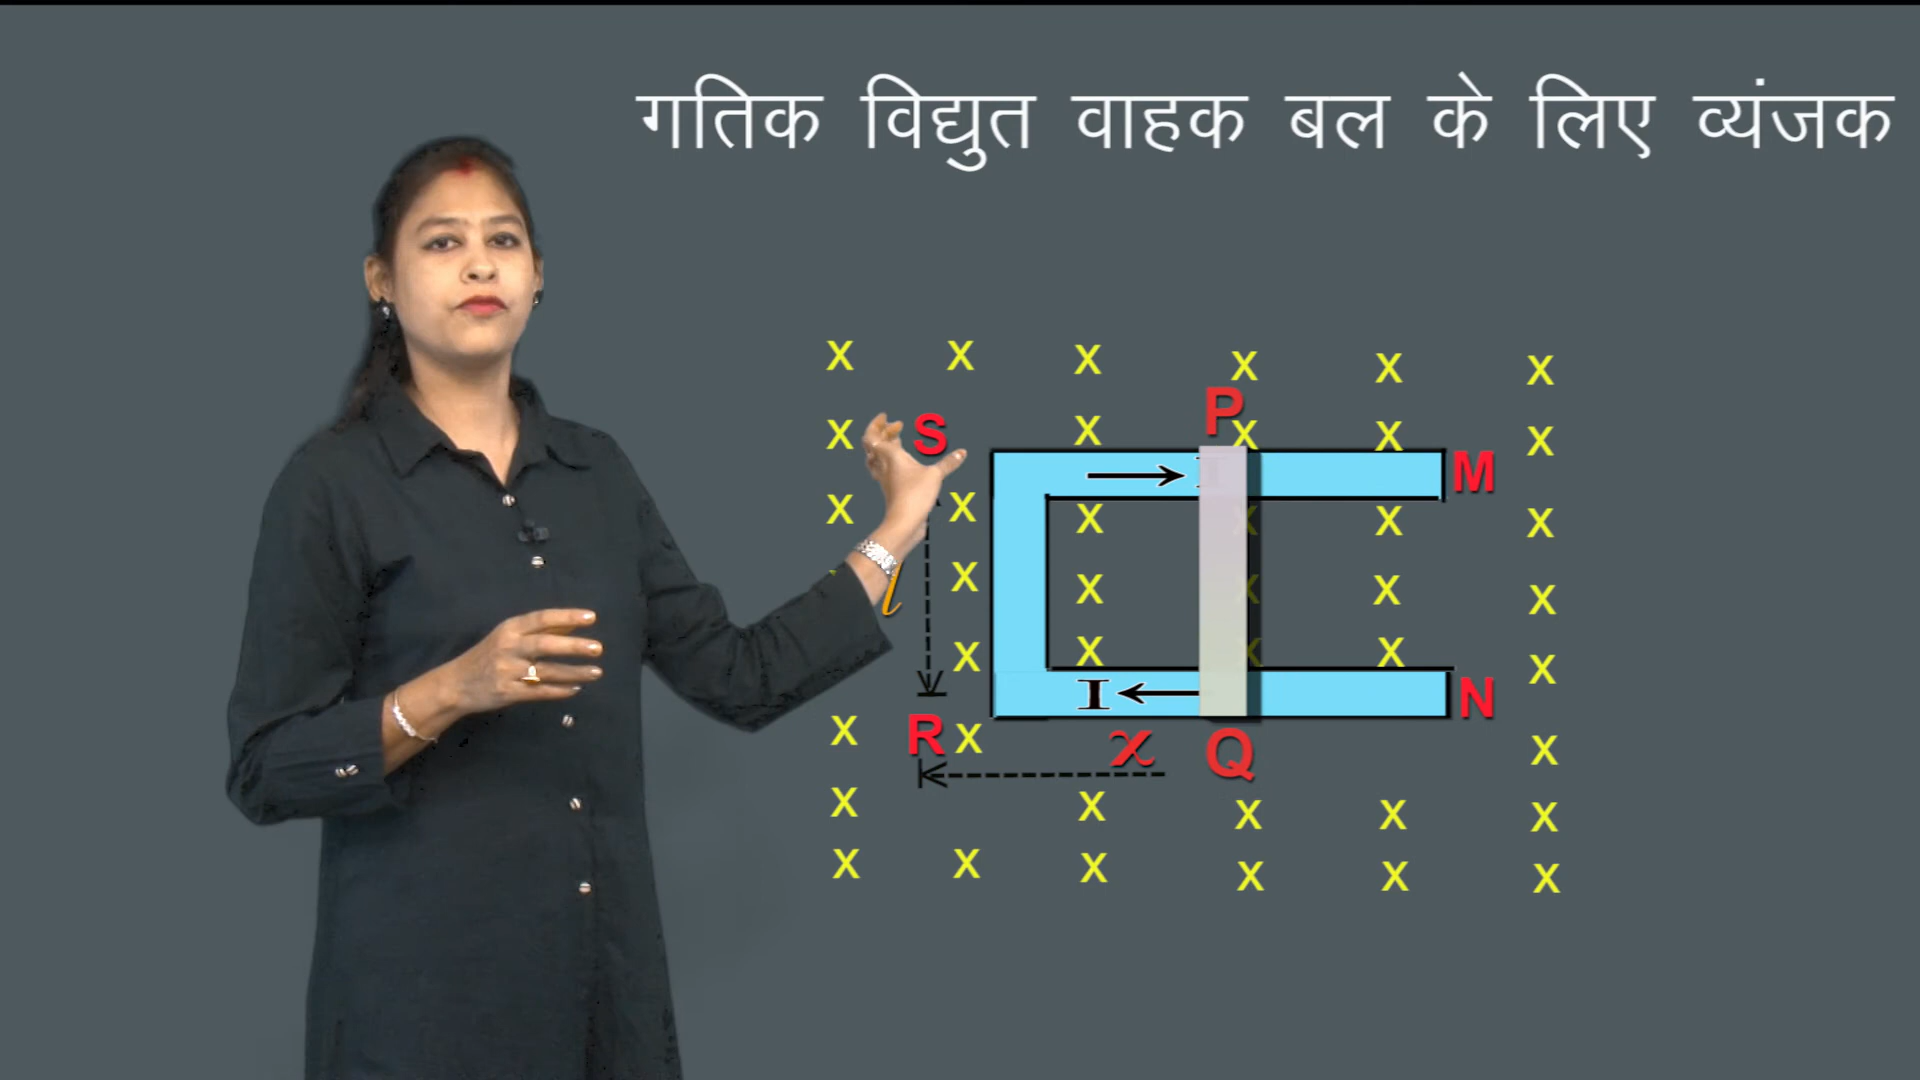 गतिक विद्युत वाहक बल के लिए व्यंजक
X X X X X X
P
X S X X X X
M
X X X X X
X X X X X
l
X X X X
I
N
R X
X X
x Q
X X X X X
X X X X X X